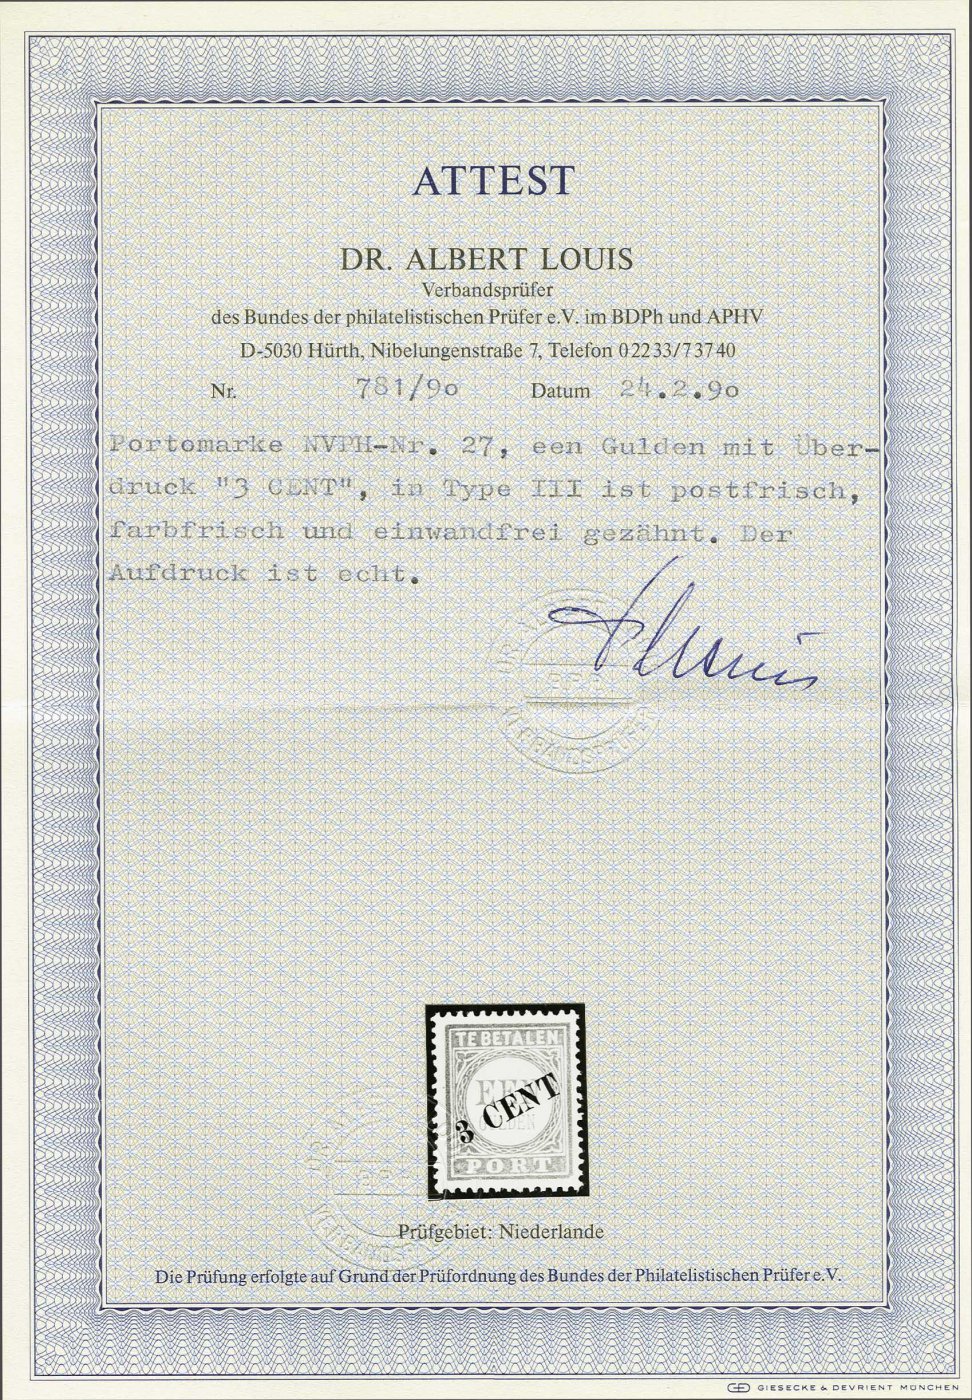 ATTEST
DR. ALBERT LOUIS
Verbandsprüfer
des Bundes der philatelistischen Prüfer e.V. im BDPh und APHV
D-5030 Hürth, Nibelungenstraße 7, Telefon 02233/73740
Nr. 781/90 Datum 24.2.90
Portomarke NVPH-Nr. 27, een Gulden mit Über-
druck "3 CENT", in Type III ist postfrisch,
farbfrisch und einwandfrei gezähnt. Der
Aufdruck ist echt.
TE BETALEN
3 CENT
PORT
Prüfgebiet: Niederlande
Die Prüfung erfolgte auf Grund der Prüfordnung des Bundes der Philatelistischen Prüfer e.V.
GIESECKE & DEVRIENT MÜNCHEN